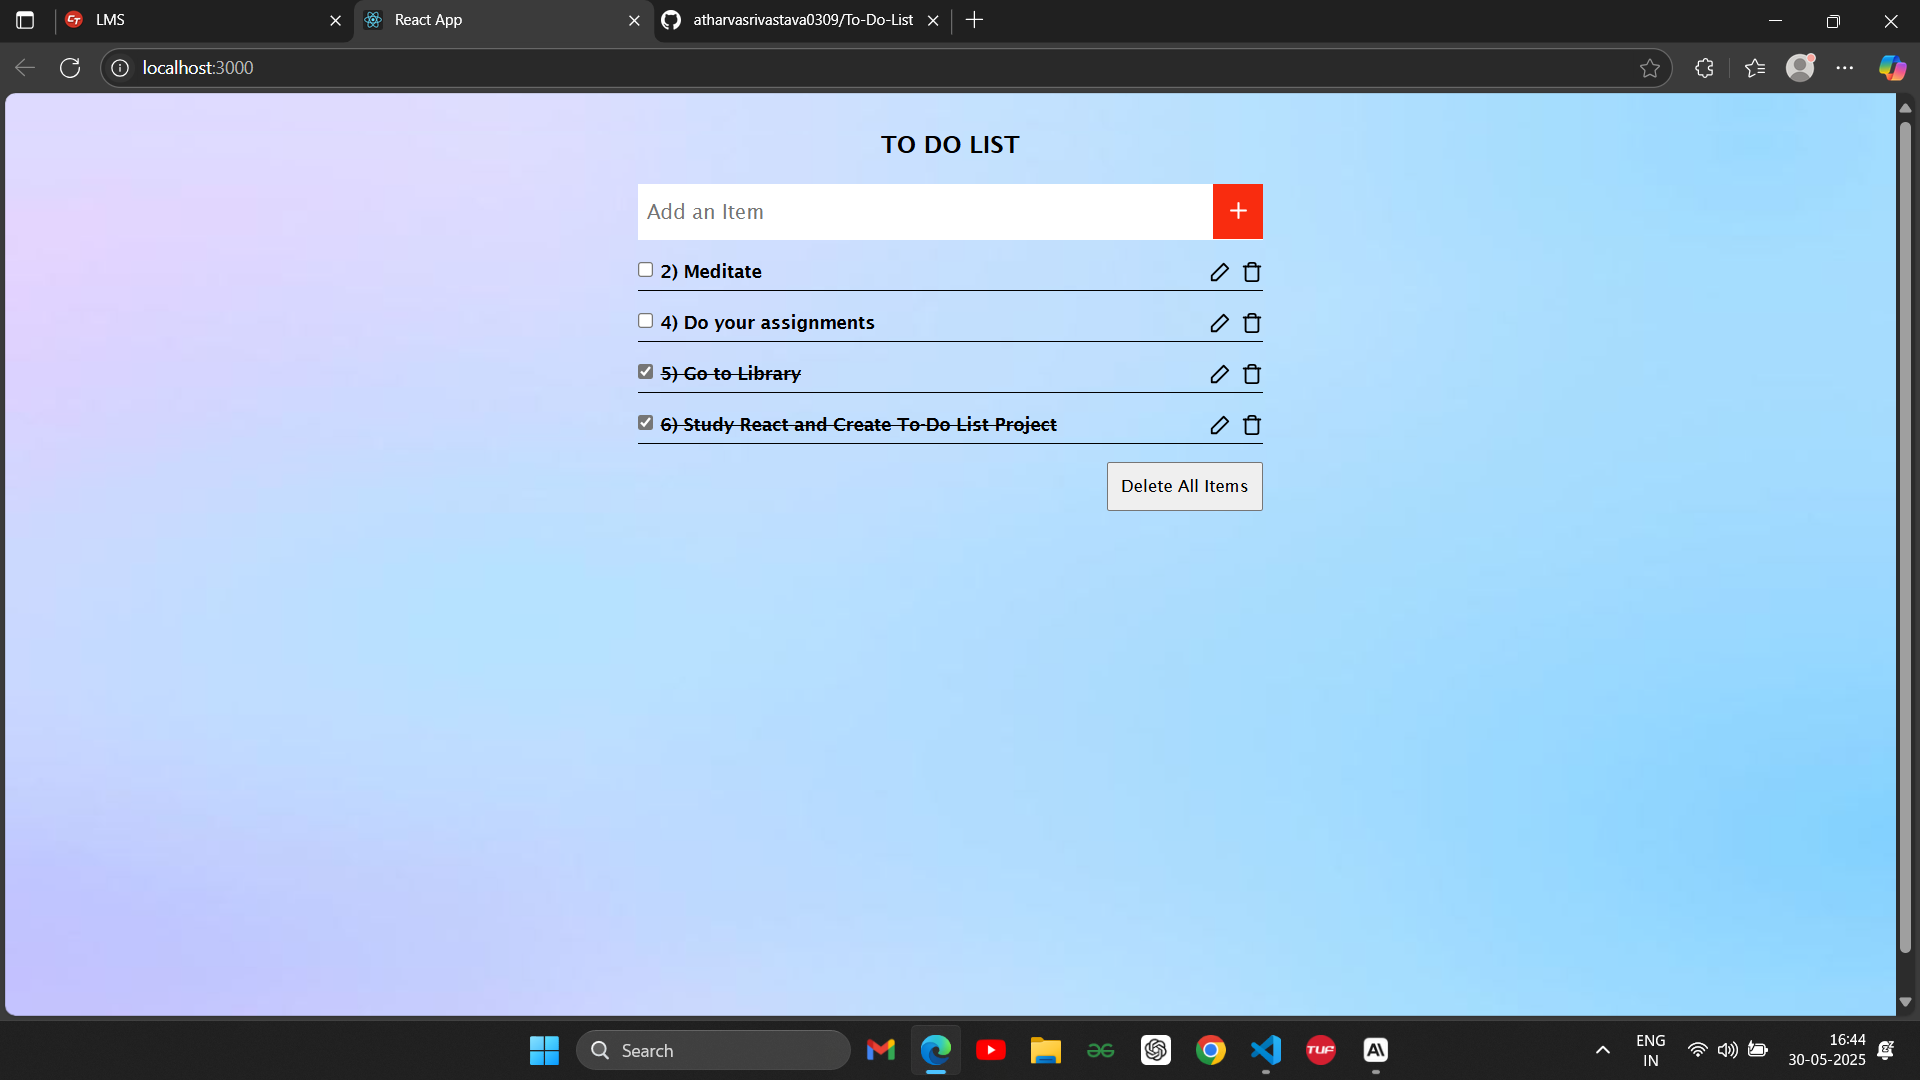 LMS
React App
atharvasrivastava0309/To-Do-List
localhost:3000
TO DO LIST
Add an Item
+
2) Meditate
4) Do your assignments
5) Go to Library
6) Study React and Create To-Do List Project
Delete All Items
Search
TUF
ENG
IN
16:44
30-05-2025